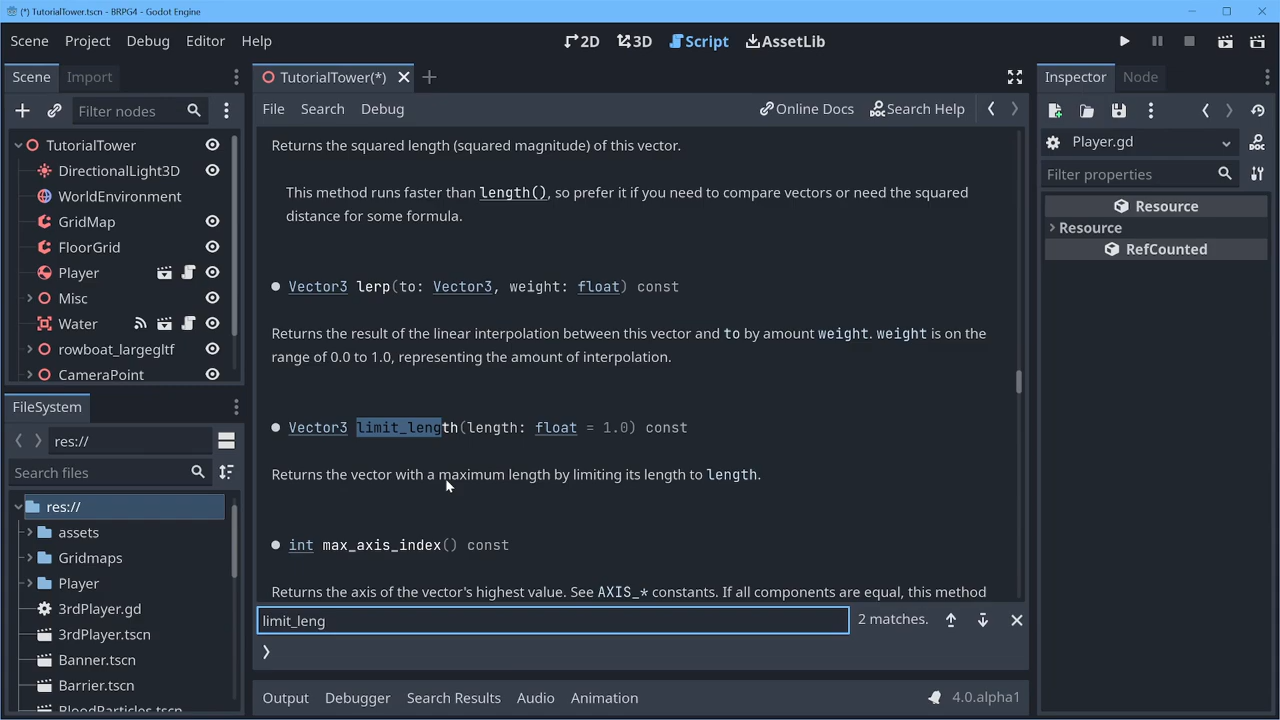 (*) TutorialTower.tscn - BRPG4 - Godot Engine
Scene Project Debug Editor Help
2D 3D Script AssetLib
Scene Import
Filter nodes
TutorialTower
DirectionalLight3D
WorldEnvironment
GridMap
FloorGrid
Player
Misc
Water
rowboat_largegltf
CameraPoint
FileSystem
res://
Search files
res://
assets
Gridmaps
Player
3rdPlayer.gd
3rdPlayer.tscn
Banner.tscn
Barrier.tscn
BloodParticles.tscn
TutorialTower(*)
File Search Debug
Online Docs Search Help
Returns the squared length (squared magnitude) of this vector.
This method runs faster than length(), so prefer it if you need to compare vectors or need the squared
distance for some formula.
Vector3 lerp(to: Vector3, weight: float) const
Returns the result of the linear interpolation between this vector and to by amount weight. weight is on the
range of 0.0 to 1.0, representing the amount of interpolation.
Vector3 limit_length(length: float = 1.0) const
Returns the vector with a maximum length by limiting its length to length.
int max_axis_index() const
Returns the axis of the vector's highest value. See AXIS_* constants. If all components are equal, this method
limit_leng
2 matches.
Output Debugger Search Results Audio Animation
4.0.alpha1
Inspector Node
Player.gd
Filter properties
Resource
Resource
RefCounted